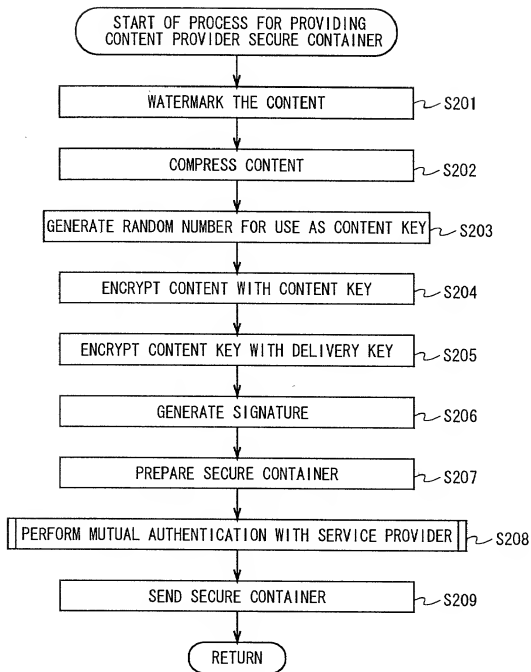 START OF PROCESS FOR PROVIDING
CONTENT PROVIDER SECURE CONTAINER
WATERMARK THE CONTENT
S201
COMPRESS CONTENT
S202
GENERATE RANDOM NUMBER FOR USE AS CONTENT KEY
S203
ENCRYPT CONTENT WITH CONTENT KEY
S204
ENCRYPT CONTENT KEY WITH DELIVERY KEY
S205
GENERATE SIGNATURE
S206
PREPARE SECURE CONTAINER
S207
PERFORM MUTUAL AUTHENTICATION WITH SERVICE PROVIDER
S208
SEND SECURE CONTAINER
S209
RETURN